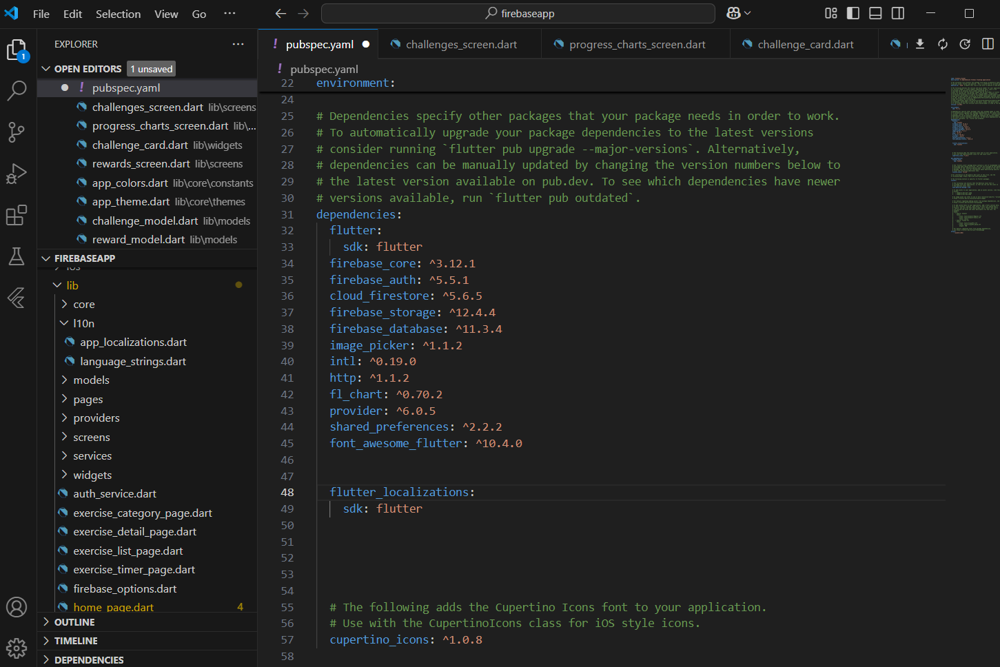 File Edit Selection View Go ···
firebaseapp
EXPLORER
OPEN EDITORS 1 unsaved
! pubspec.yaml
challenges_screen.dart lib\screens
progress_charts_screen.dart lib\...
challenge_card.dart lib\widgets
rewards_screen.dart lib\screens
app_colors.dart lib\core\constants
app_theme.dart lib\core\themes
challenge_model.dart lib\models
reward_model.dart lib\models
FIREBASEAPP
ios
lib
core
l10n
app_localizations.dart
language_strings.dart
models
pages
providers
screens
services
widgets
auth_service.dart
exercise_category_page.dart
exercise_detail_page.dart
exercise_list_page.dart
exercise_timer_page.dart
firebase_options.dart
home_page.dart 4
OUTLINE
TIMELINE
DEPENDENCIES
1
! pubspec.yaml challenges_screen.dart progress_charts_screen.dart challenge_card.dart
! pubspec.yaml
22 environment:
24
25 # Dependencies specify other packages that your package needs in order to work.
26 # To automatically upgrade your package dependencies to the latest versions
27 # consider running `flutter pub upgrade --major-versions`. Alternatively,
28 # dependencies can be manually updated by changing the version numbers below to
29 # the latest version available on pub.dev. To see which dependencies have newer
30 # versions available, run `flutter pub outdated`.
31 dependencies:
32 flutter:
33 sdk: flutter
34 firebase_core: ^3.12.1
35 firebase_auth: ^5.5.1
36 cloud_firestore: ^5.6.5
37 firebase_storage: ^12.4.4
38 firebase_database: ^11.3.4
39 image_picker: ^1.1.2
40 intl: ^0.19.0
41 http: ^1.1.2
42 fl_chart: ^0.70.2
43 provider: ^6.0.5
44 shared_preferences: ^2.2.2
45 font_awesome_flutter: ^10.4.0
46
47
48 flutter_localizations:
49 sdk: flutter
50
51
52
53
54
55 # The following adds the Cupertino Icons font to your application.
56 # Use with the CupertinoIcons class for iOS style icons.
57 cupertino_icons: ^1.0.8
58